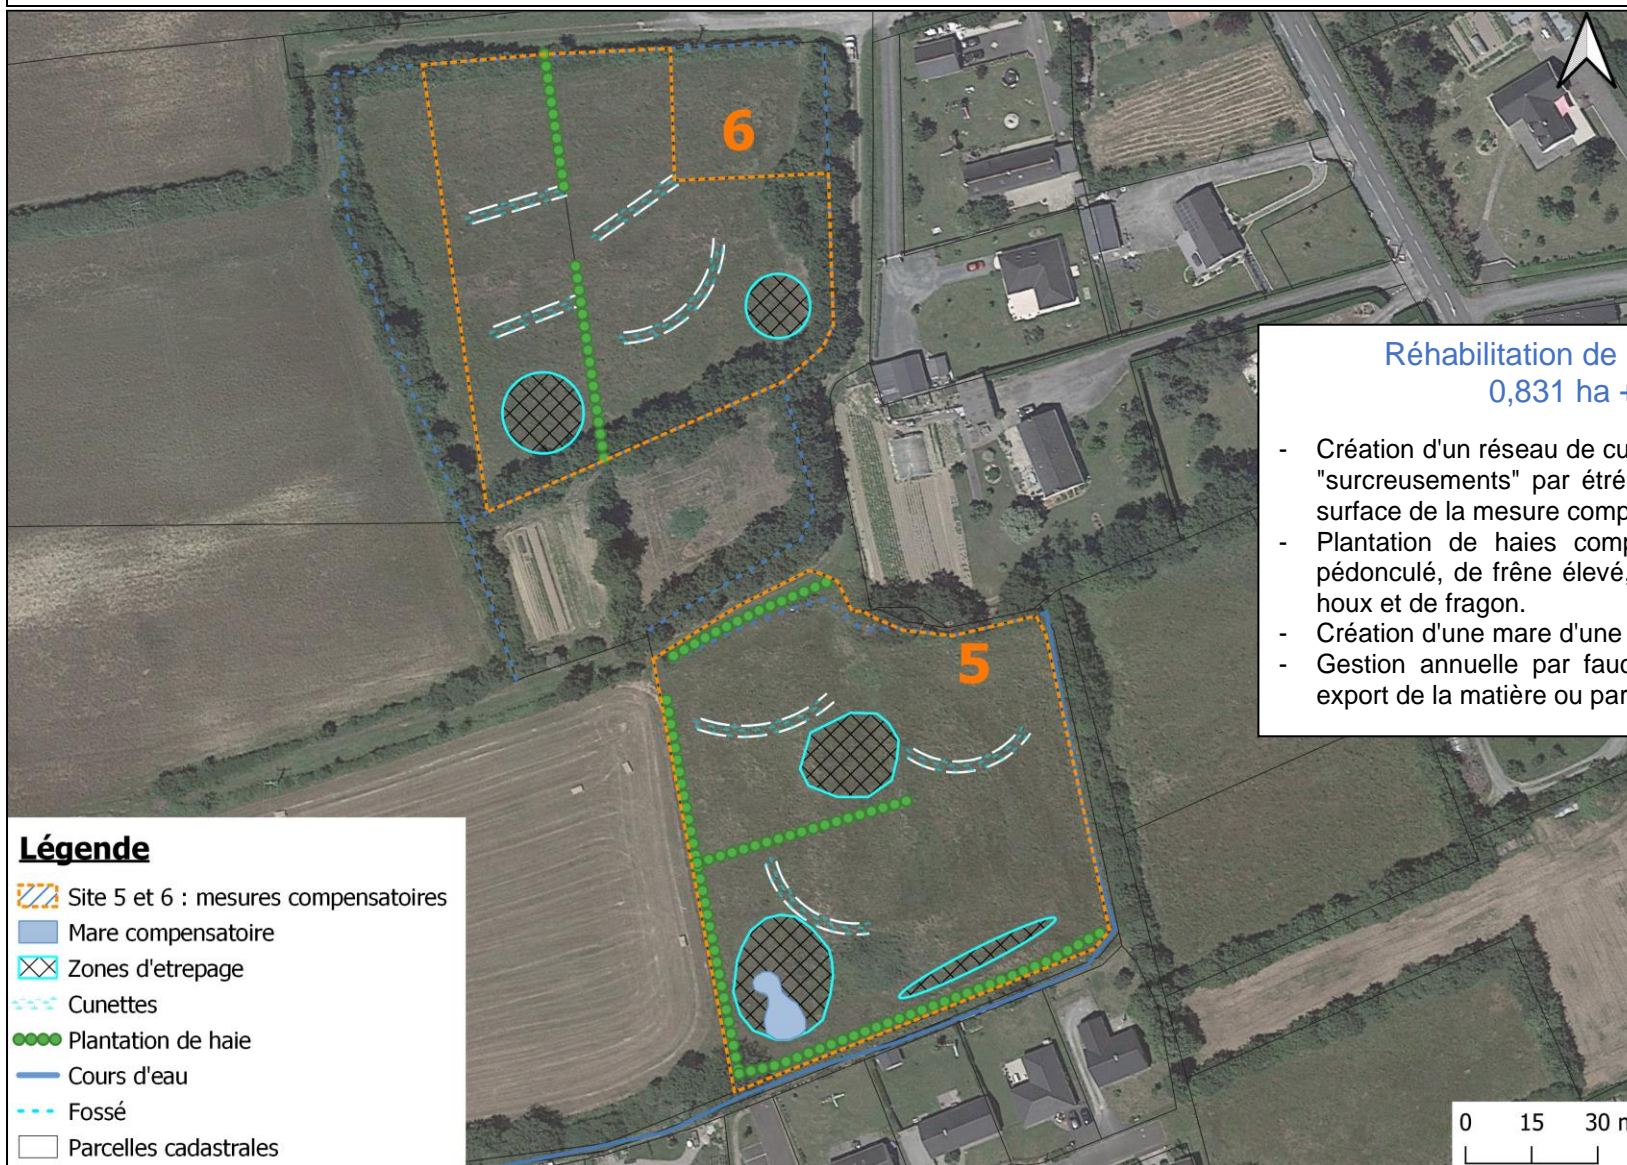 6
5
Réhabilitation de
0,831 ha +
- Création d'un réseau de cu
"surcreusements" par étré
surface de la mesure comp
- Plantation de haies comp
pédonculé, de frêne élevé,
houx et de fragon.
- Création d'une mare d'une
- Gestion annuelle par fauc
export de la matière ou par
Légende
Site 5 et 6 : mesures compensatoires
Mare compensatoire
Zones d'etrepage
Cunettes
Plantation de haie
Cours d'eau
Fossé
Parcelles cadastrales
0 15 30 m